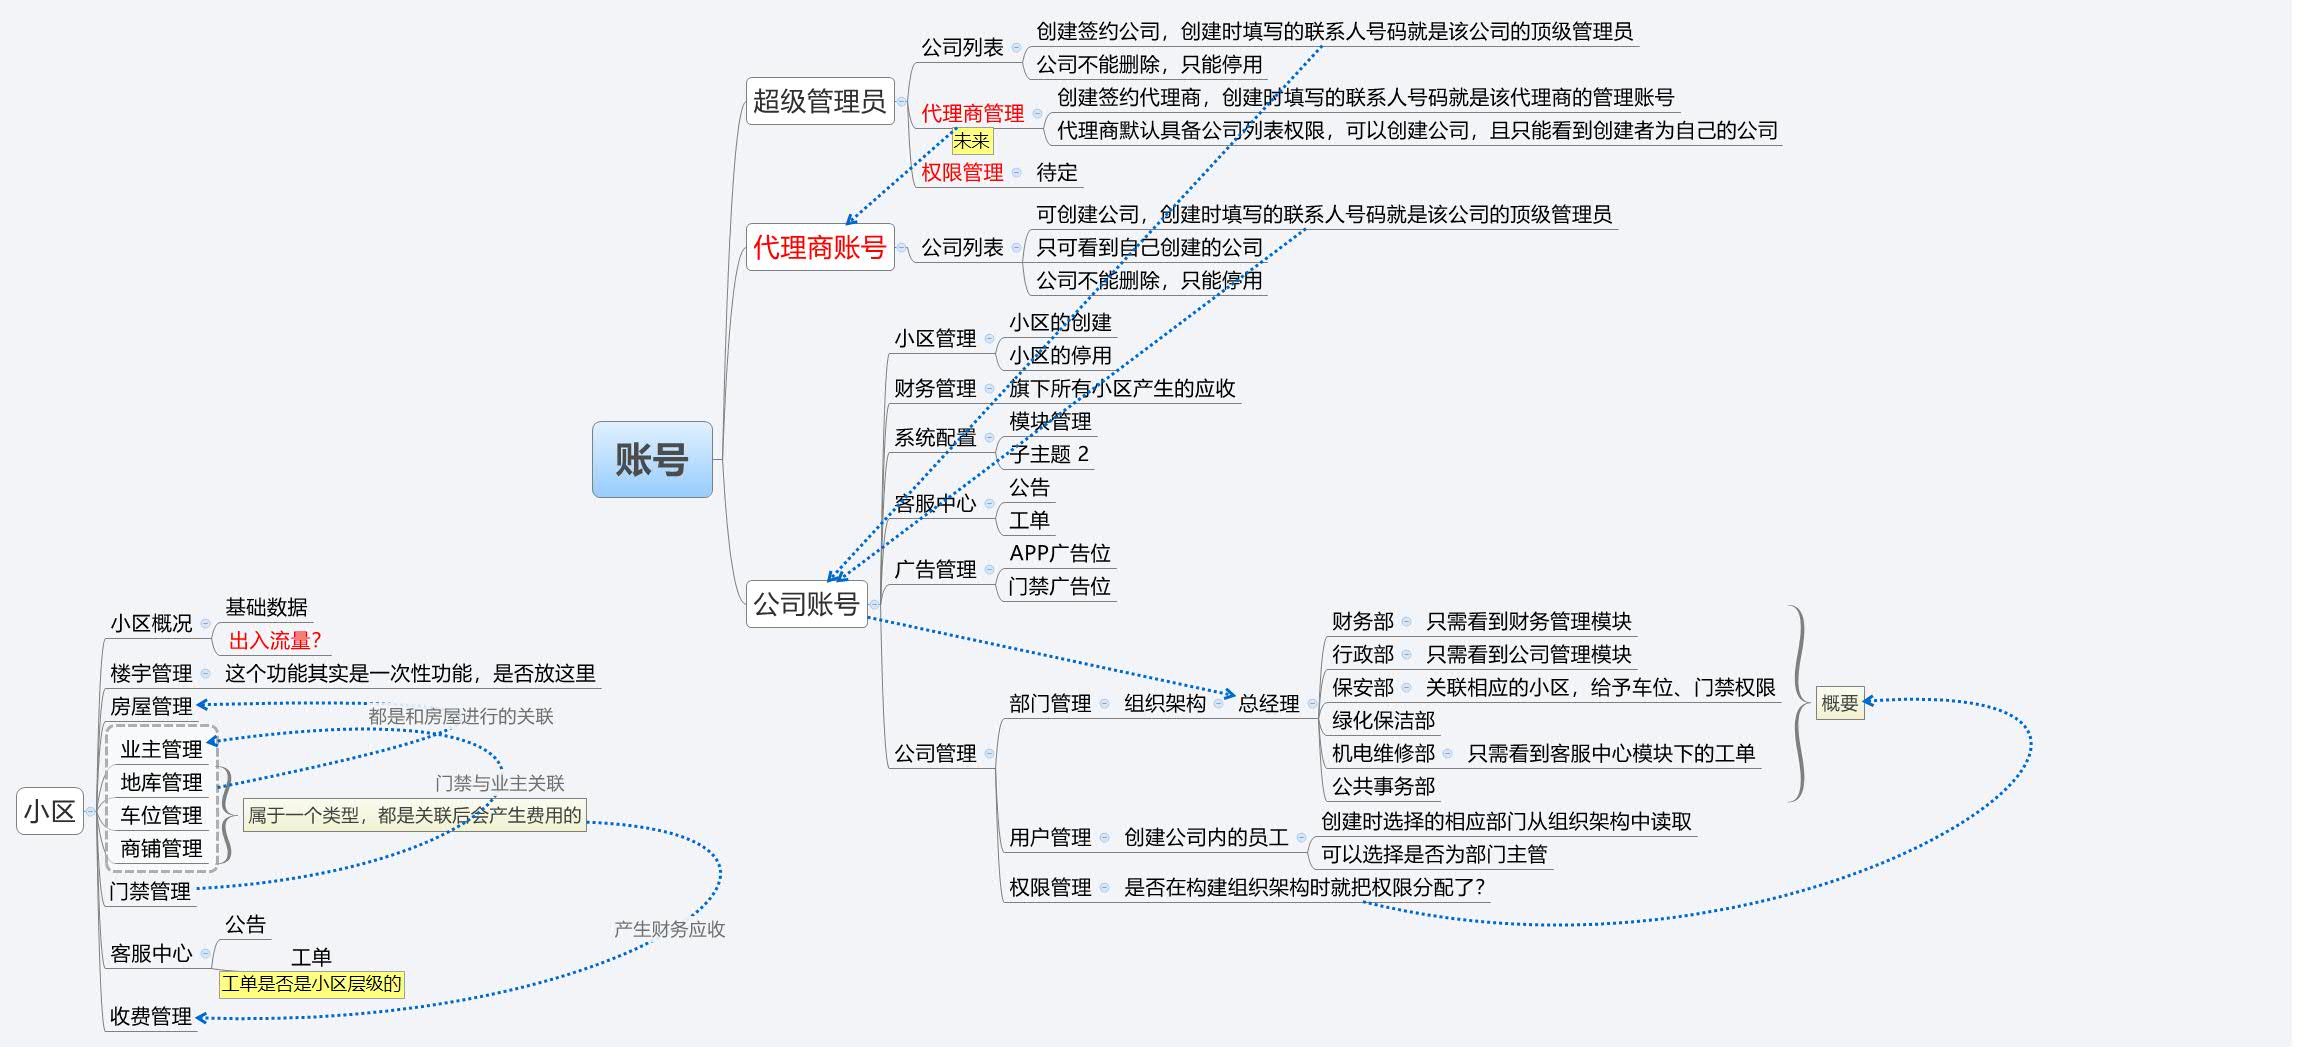 账号
超级管理员
公司列表
创建签约公司，创建时填写的联系人号码就是该公司的顶级管理员
公司不能删除，只能停用
代理商管理
未来
创建签约代理商，创建时填写的联系人号码就是该代理商的管理账号
代理商默认具备公司列表权限，可以创建公司，且只能看到创建者为自己的公司
权限管理
待定
代理商账号
公司列表
可创建公司，创建时填写的联系人号码就是该公司的顶级管理员
只可看到自己创建的公司
公司不能删除，只能停用
公司账号
小区管理
小区的创建
小区的停用
财务管理
旗下所有小区产生的应收
系统配置
模块管理
子主题 2
客服中心
公告
工单
广告管理
APP广告位
门禁广告位
公司管理
部门管理
组织架构
总经理
财务部
只需看到财务管理模块
行政部
只需看到公司管理模块
保安部
关联相应的小区，给予车位、门禁权限
绿化保洁部
机电维修部
只需看到客服中心模块下的工单
公共事务部
概要
用户管理
创建公司内的员工
创建时选择的相应部门从组织架构中读取
可以选择是否为部门主管
权限管理
是否在构建组织架构时就把权限分配了？
小区
小区概况
基础数据
出入流量？
楼宇管理
这个功能其实是一次性功能，是否放这里
房屋管理
都是和房屋进行的关联
业主管理
地库管理
车位管理
商铺管理
门禁与业主关联
属于一个类型，都是关联后会产生费用的
门禁管理
客服中心
公告
工单
工单是否是小区层级的
产生财务应收
收费管理